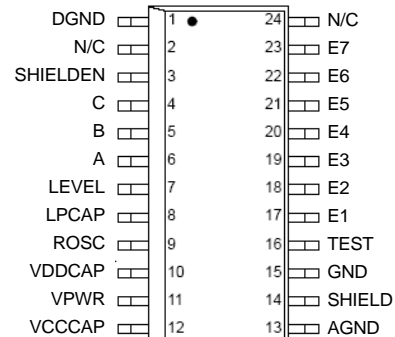 DGND 1 24 N/C
N/C 2 23 E7
SHIELDEN 3 22 E6
C 4 21 E5
B 5 20 E4
A 6 19 E3
LEVEL 7 18 E2
LPCAP 8 17 E1
ROSC 9 16 TEST
VDDCAP 10 15 GND
VPWR 11 14 SHIELD
VCCCAP 12 13 AGND